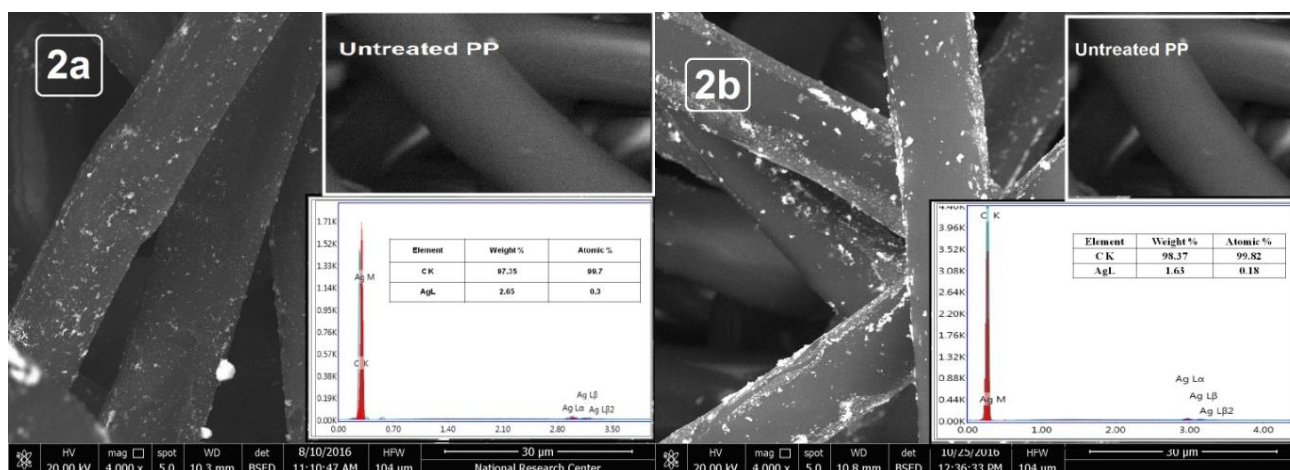 2a
Untreated PP
1.71K
1.52K
1.33K
1.14K
0.95K
0.76K
0.57K
0.38K
0.19K
0.00K
Ag M
C K
Element Weight % Atomic %
C K 97.35 99.7
AgL 2.65 0.3
Ag Lβ
Ag Lα Ag Lβ2
0.00 0.70 1.40 2.10 2.80 3.50
HV mag spot WD det 8/10/2016 HFW 30 µm
20.00 kV 4 000 x 5.0 10.3 mm BSED 11:10:47 AM 104 µm National Research Center
2b
Untreated PP
4.40K
3.96K
3.52K
3.08K
2.64K
2.20K
1.76K
1.32K
0.88K
0.44K
0.00K
C K
Ag M
Element Weight % Atomic %
C K 98.37 99.82
AgL 1.63 0.18
Ag Lα
Ag Lβ
Ag Lβ2
0.00 1.00 2.00 3.00 4.00
HV mag spot WD det 10/25/2016 HFW 30 µm
20.00 kV 4 000 x 5.0 10.8 mm BSED 12:36:33 PM 104 µm National Research Center